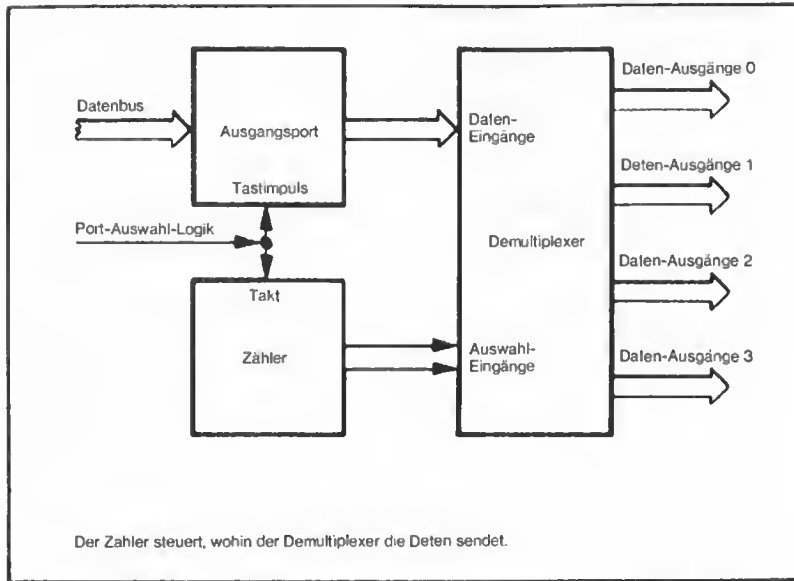 Datenbus
Ausgangsport
Tastimpuls
Port-Auswahl-Logik
Takt
Zähler
Daten-
Eingänge
Demultiplexer
Auswahl-
Eingänge
Daten-Ausgänge 0
Deten-Ausgänge 1
Daten-Ausgänge 2
Daten-Ausgänge 3
Der Zahler steuert, wohin der Demultiplexer die Deten sendet.